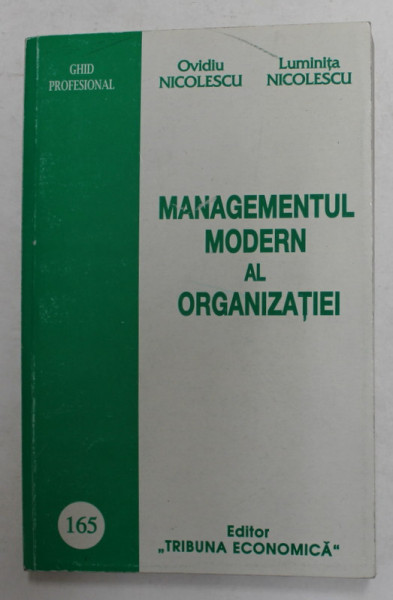 GHID
PROFESIONAL
Ovidiu
NICOLESCU
Luminița
NICOLESCU
MANAGEMENTUL
MODERN
AL
ORGANIZAȚIEI
165
Editor
„TRIBUNA ECONOMICĂ“